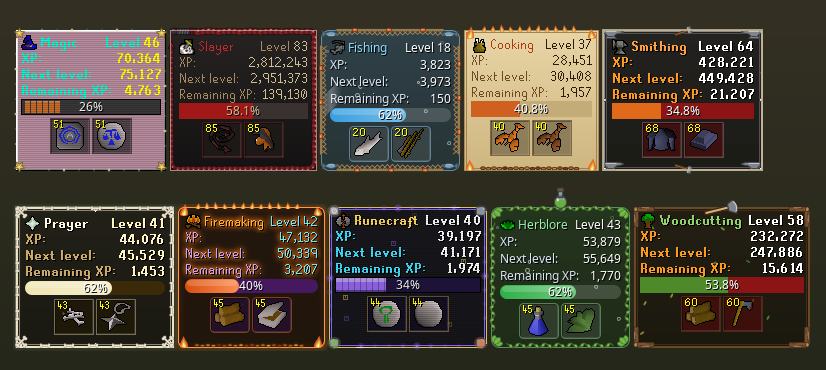 Magic Level 46
XP: 70,364
Next level: 75,127
Remaining XP: 4,763
26%
51 51
Slayer Level 83
XP: 2,812,243
Next level: 2,951,373
Remaining XP: 139,130
58.1%
85 85
Fishing Level 18
XP: 3,823
Next level: 3,973
Remaining XP: 150
62%
20 20
Cooking Level 37
XP: 28,451
Next level: 30,408
Remaining XP: 1,957
40.8%
40 40
Smithing Level 64
XP: 428,221
Next level: 449,428
Remaining XP: 21,207
34.8%
68 68
Prayer Level 41
XP: 44,076
Next level: 45,529
Remaining XP: 1,453
62%
43 43
Firemaking Level 42
XP: 47,132
Next level: 50,339
Remaining XP: 3,207
40%
45 45
Runecraft Level 40
XP: 39,197
Next level: 41,171
Remaining XP: 1,974
34%
44 44
Herblore Level 43
XP: 53,879
Next level: 55,649
Remaining XP: 1,770
62%
45 45
Woodcutting Level 58
XP: 232,272
Next level: 247,886
Remaining XP: 15,614
53.8%
60 60